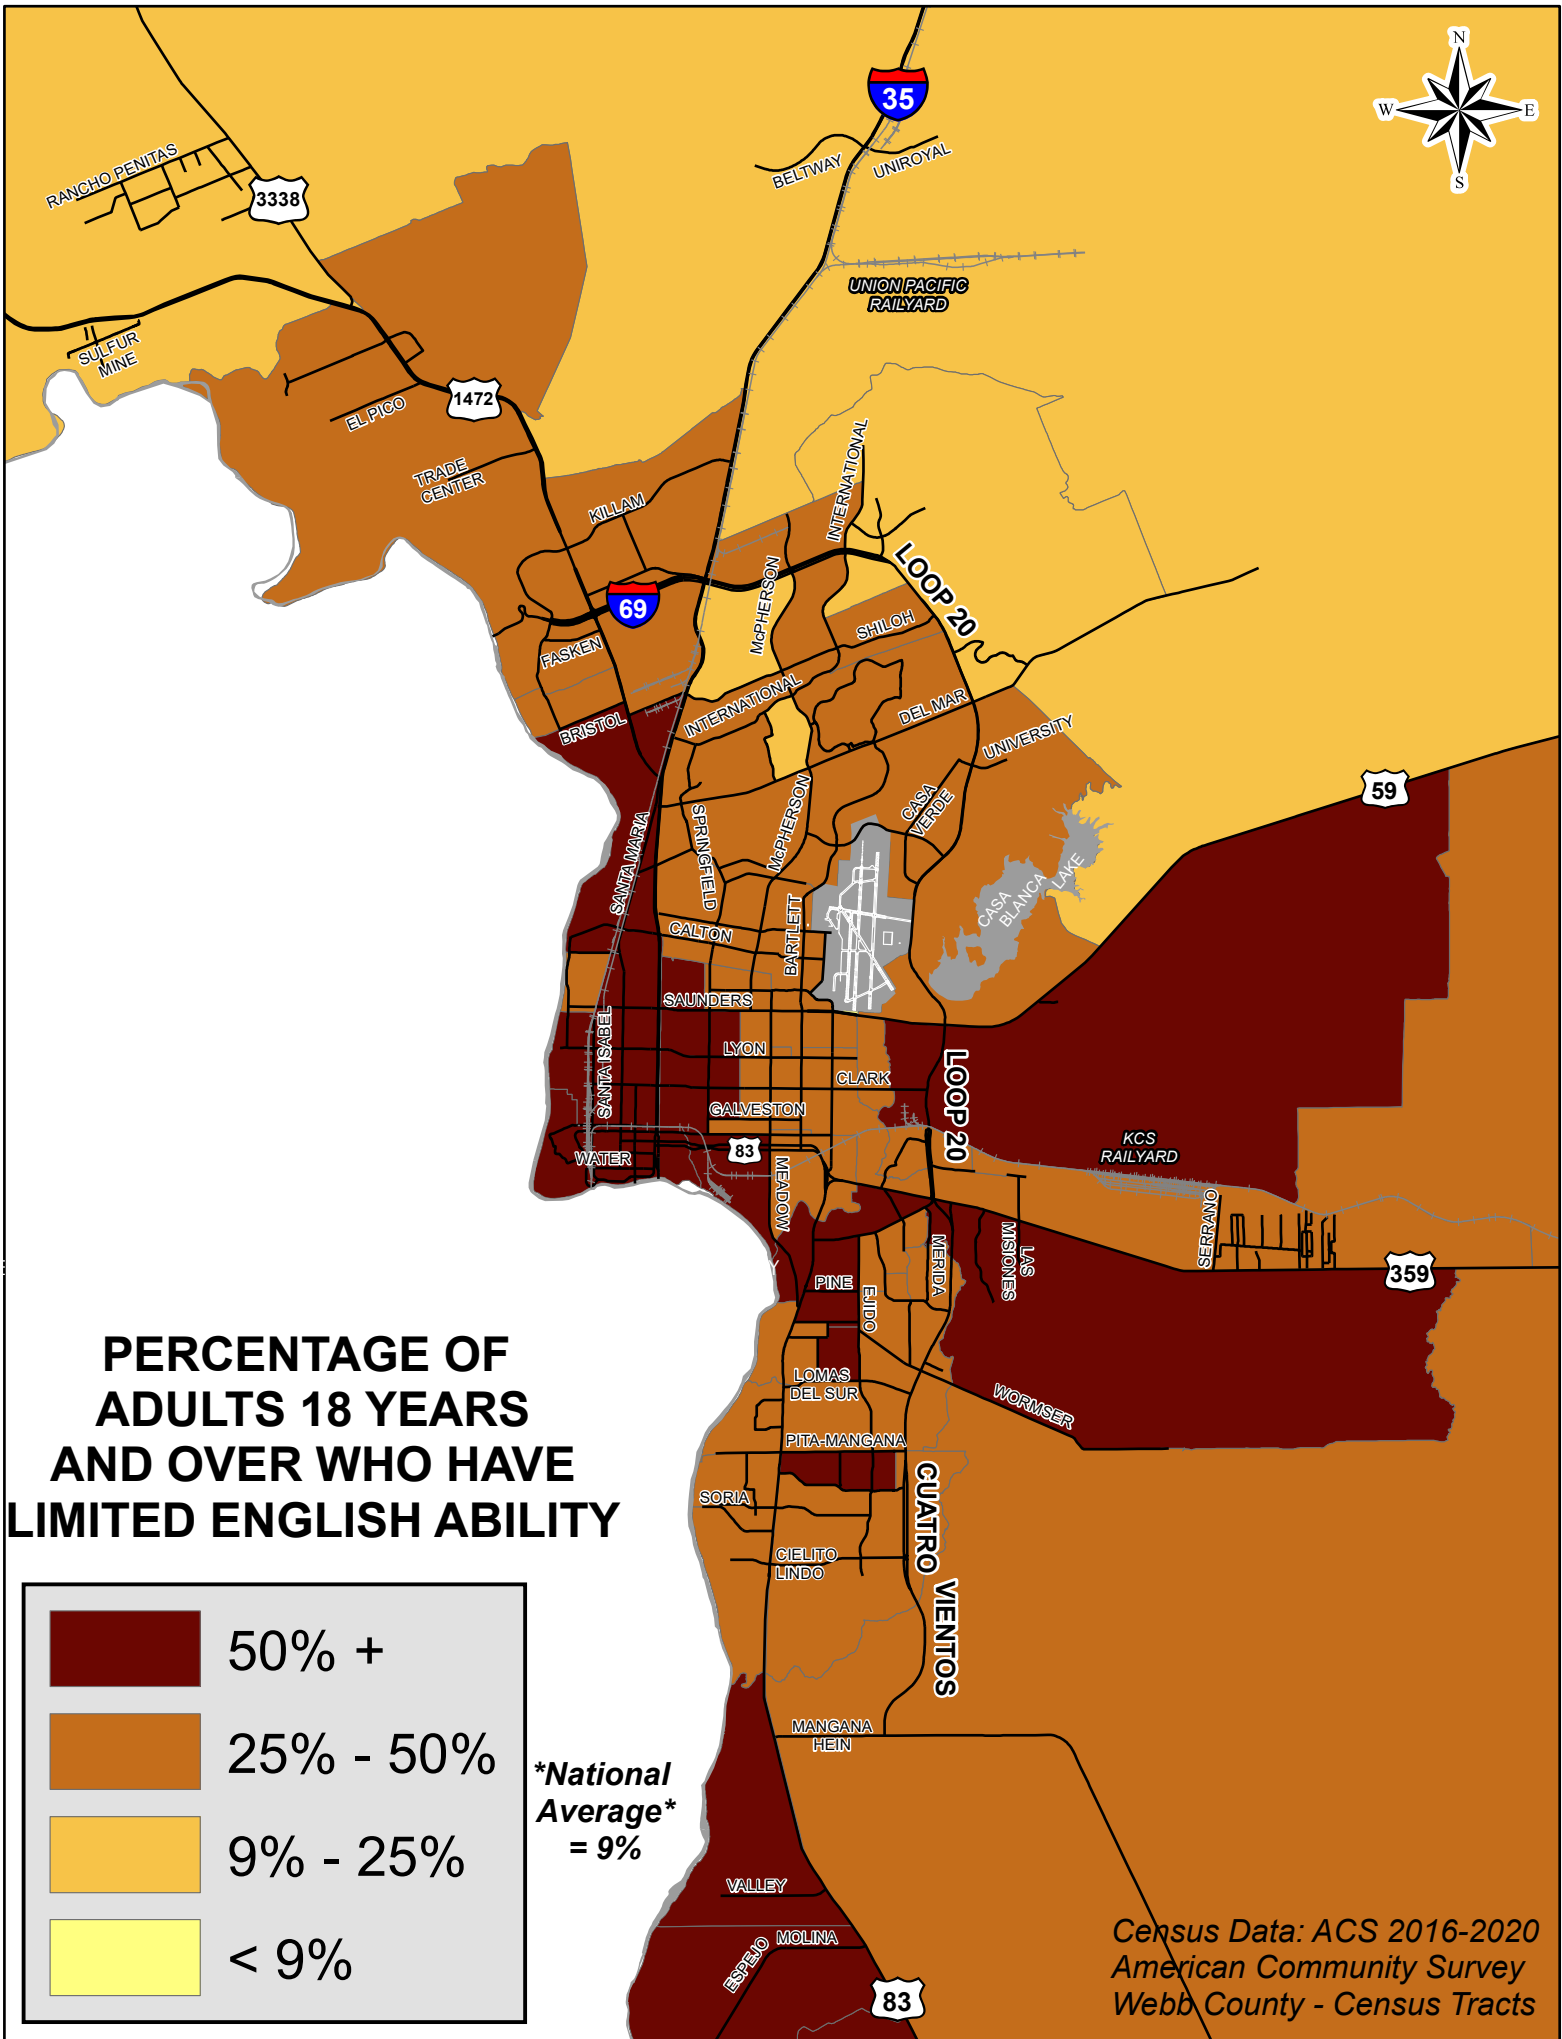 N
W
E
S
35
BELTWAY
UNIROYAL
RANCHO PENITAS
3338
UNION PACIFIC
RAILYARD
SULFUR
MINE
EL PICO
1472
TRADE
CENTER
KILLAM
INTERNATIONAL
LOOP 20
McPHERSON
69
SHILOH
FASKEN
INTERNATIONAL
DEL MAR
BRISTOL
UNIVERSITY
59
CASA
VERDE
SANTA MARIA
SPRINGFIELD
McPHERSON
CASA
BLANCA
LAKE
BARTLETT
CALTON
SAUNDERS
SANTA ISABEL
LYON
CLARK
LOOP 20
GALVESTON
83
KCS
RAILYARD
WATER
MEADOW
SERRANO
MERIDA
LAS
MISIONES
359
PINE
EJIDO
LOMAS
DEL SUR
WORMSER
PITA-MANGANA
CUATRO
VIENTOS
SORIA
CIELITO
LINDO
MANGANA
HEIN
VALLEY
MOLINA
ESPEJO
83
PERCENTAGE OF
ADULTS 18 YEARS
AND OVER WHO HAVE
LIMITED ENGLISH ABILITY
50% +
25% - 50%
9% - 25%
< 9%
*National
Average*
= 9%
Census Data: ACS 2016-2020
American Community Survey
Webb County - Census Tracts